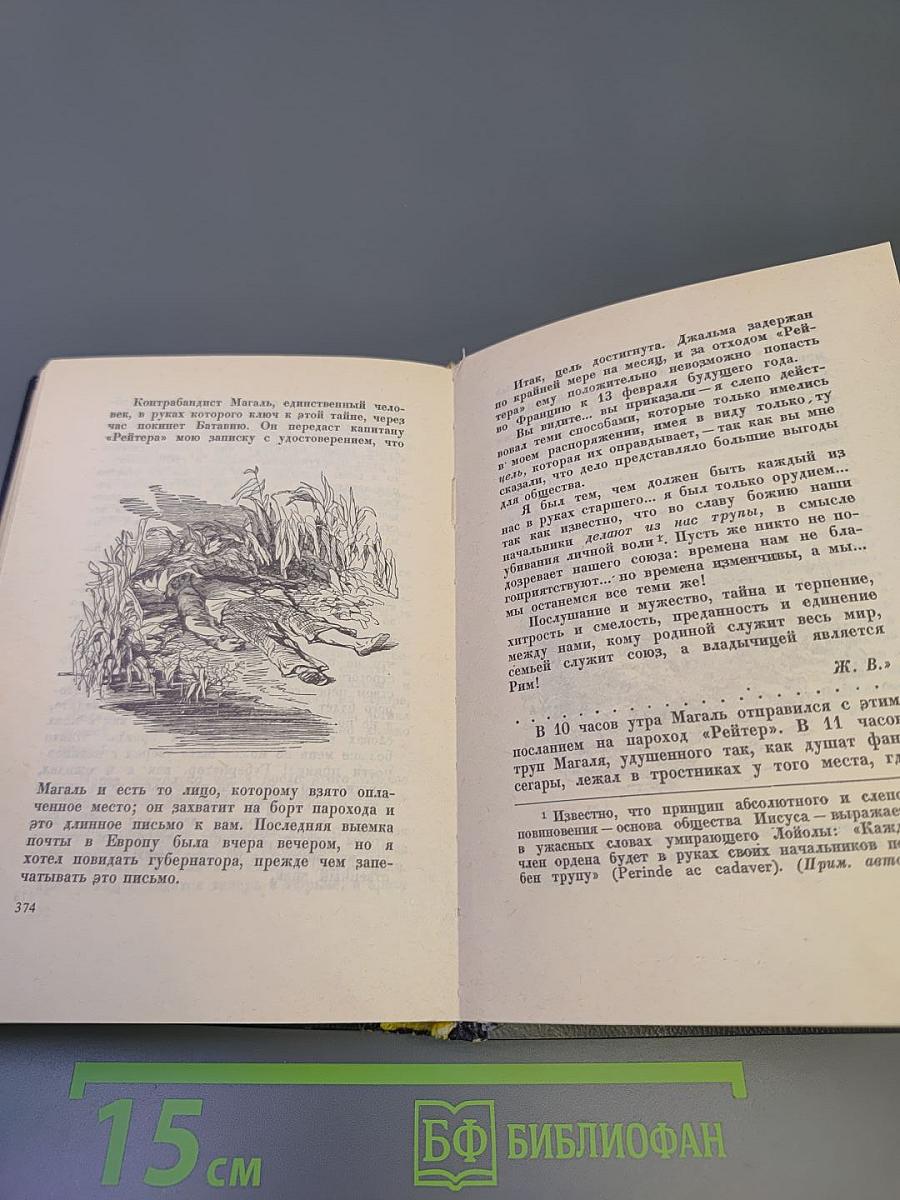 Контрабандист Магаль, единственный чело-
век, в руках которого ключ к этой тайне, через
час покинет Батавию. Он передаст капитану
«Рейтера» мою записку с удостоверением, что
Магаль и есть то лицо, которому взято опла-
ченное место; он захватит на борт парохода и
это длинное письмо к вам. Последняя выемка
почты в Европу была вчера вечером, но я
хотел повидать губернатора, прежде чем запе-
чатывать это письмо.
374
Итак, цель достигнута. Джальма задержан
по крайней мере на месяц, и за отходом «Рей-
тера» ему положительно невозможно попасть
во Францию к 13 февраля будущего года.
Вы видите... вы приказали — я слепо дейст-
вовал теми способами, которые только имелись
в моем распоряжении, имея в виду только ту
цель, которая их оправдывает, — так как вы мне
сказали, что дело представляло большие выгоды
для общества.
Я был тем, чем должен быть каждый из
нас в руках старшего... я был только орудием...
так как известно, что во славу божию наши
начальники делают из нас трупы, в смысле
убивания личной воли¹. Пусть же никто не по-
дозревает нашего союза: времена нам не бла-
гоприятствуют... но времена изменчивы, а мы...
мы останемся все теми же!
Послушание и мужество, тайна и терпение,
хитрость и смелость, преданность и единение
между нами, кому родиной служит весь мир,
семьей служит союз, а владычицей является
Рим!
Ж. В.»
В 10 часов утра Магаль отправился с этим
посланием на пароход «Рейтер». В 11 часов
труп Магаля, удушенного так, как душат фан
сегары, лежал в тростниках у того места, гд
¹ Известно, что принцип абсолютного и слепо
повиновения — основа общества Иисуса — выражае
в ужасных словах умирающего Лойолы: «Кажд
член ордена будет в руках своих начальников по
бен трупу» (Perinde ac cadaver). (Прим. авто
15 см
БФ БИБЛИОФАН